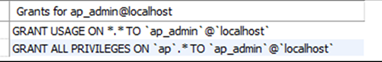 Grants for ap_admin@localhost
GRANT USAGE ON *.* TO `ap_admin`@`localhost`
GRANT ALL PRIVILEGES ON `ap`.* TO `ap_admin`@`localhost`